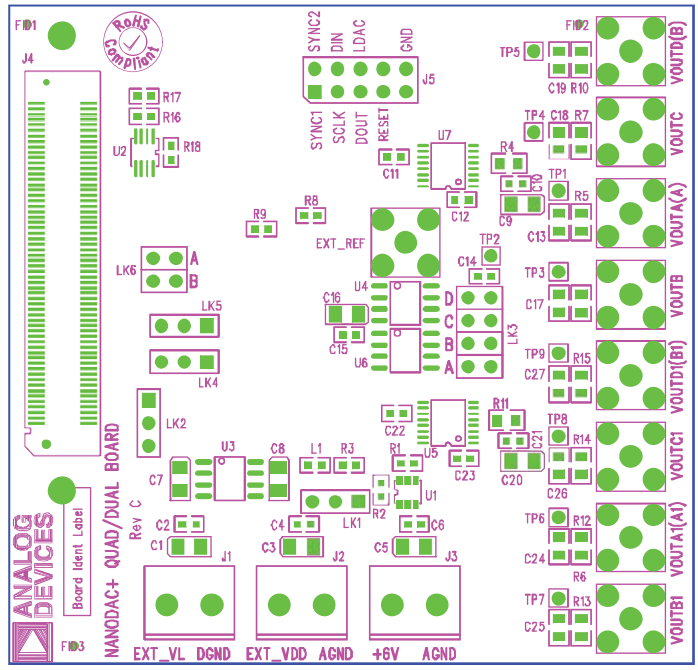 FID1
RoHS
Compliant
J4
SYNC2
DIN
LDAC
GND
J5
SYNC1
SCLK
DOUT
RESET
FID2
TP5
C19
R10
VOUTD(B)
R17
R16
U2
R18
U7
C11
C12
R4
C10
C9
TP4
C18
R7
VOUTC
TP1
R5
C13
VOUTA(A)
R8
R9
EXT_REF
TP2
C14
TP3
C17
VOUTB
LK6
A
B
U4
C16
C15
U6
D
C
B
A
LK3
LK5
LK4
LK2
TP9
R15
C27
VOUTD1(B1)
C22
U5
C23
R11
C21
C20
TP8
R14
C26
VOUTC1
U3
C7
C8
L1
R3
R1
U1
R2
LK1
C2
C4
C6
C1
C3
C5
TP6
R12
C24
VOUTA1(A1)
R6
TP7
R13
C25
VOUTB1
ANALOG
DEVICES
Board Ident Label
NANODAC+ QUAD/DUAL BOARD
Rev C
FID3
J1
J2
J3
EXT_VL
DGND
EXT_VDD
AGND
+6V
AGND